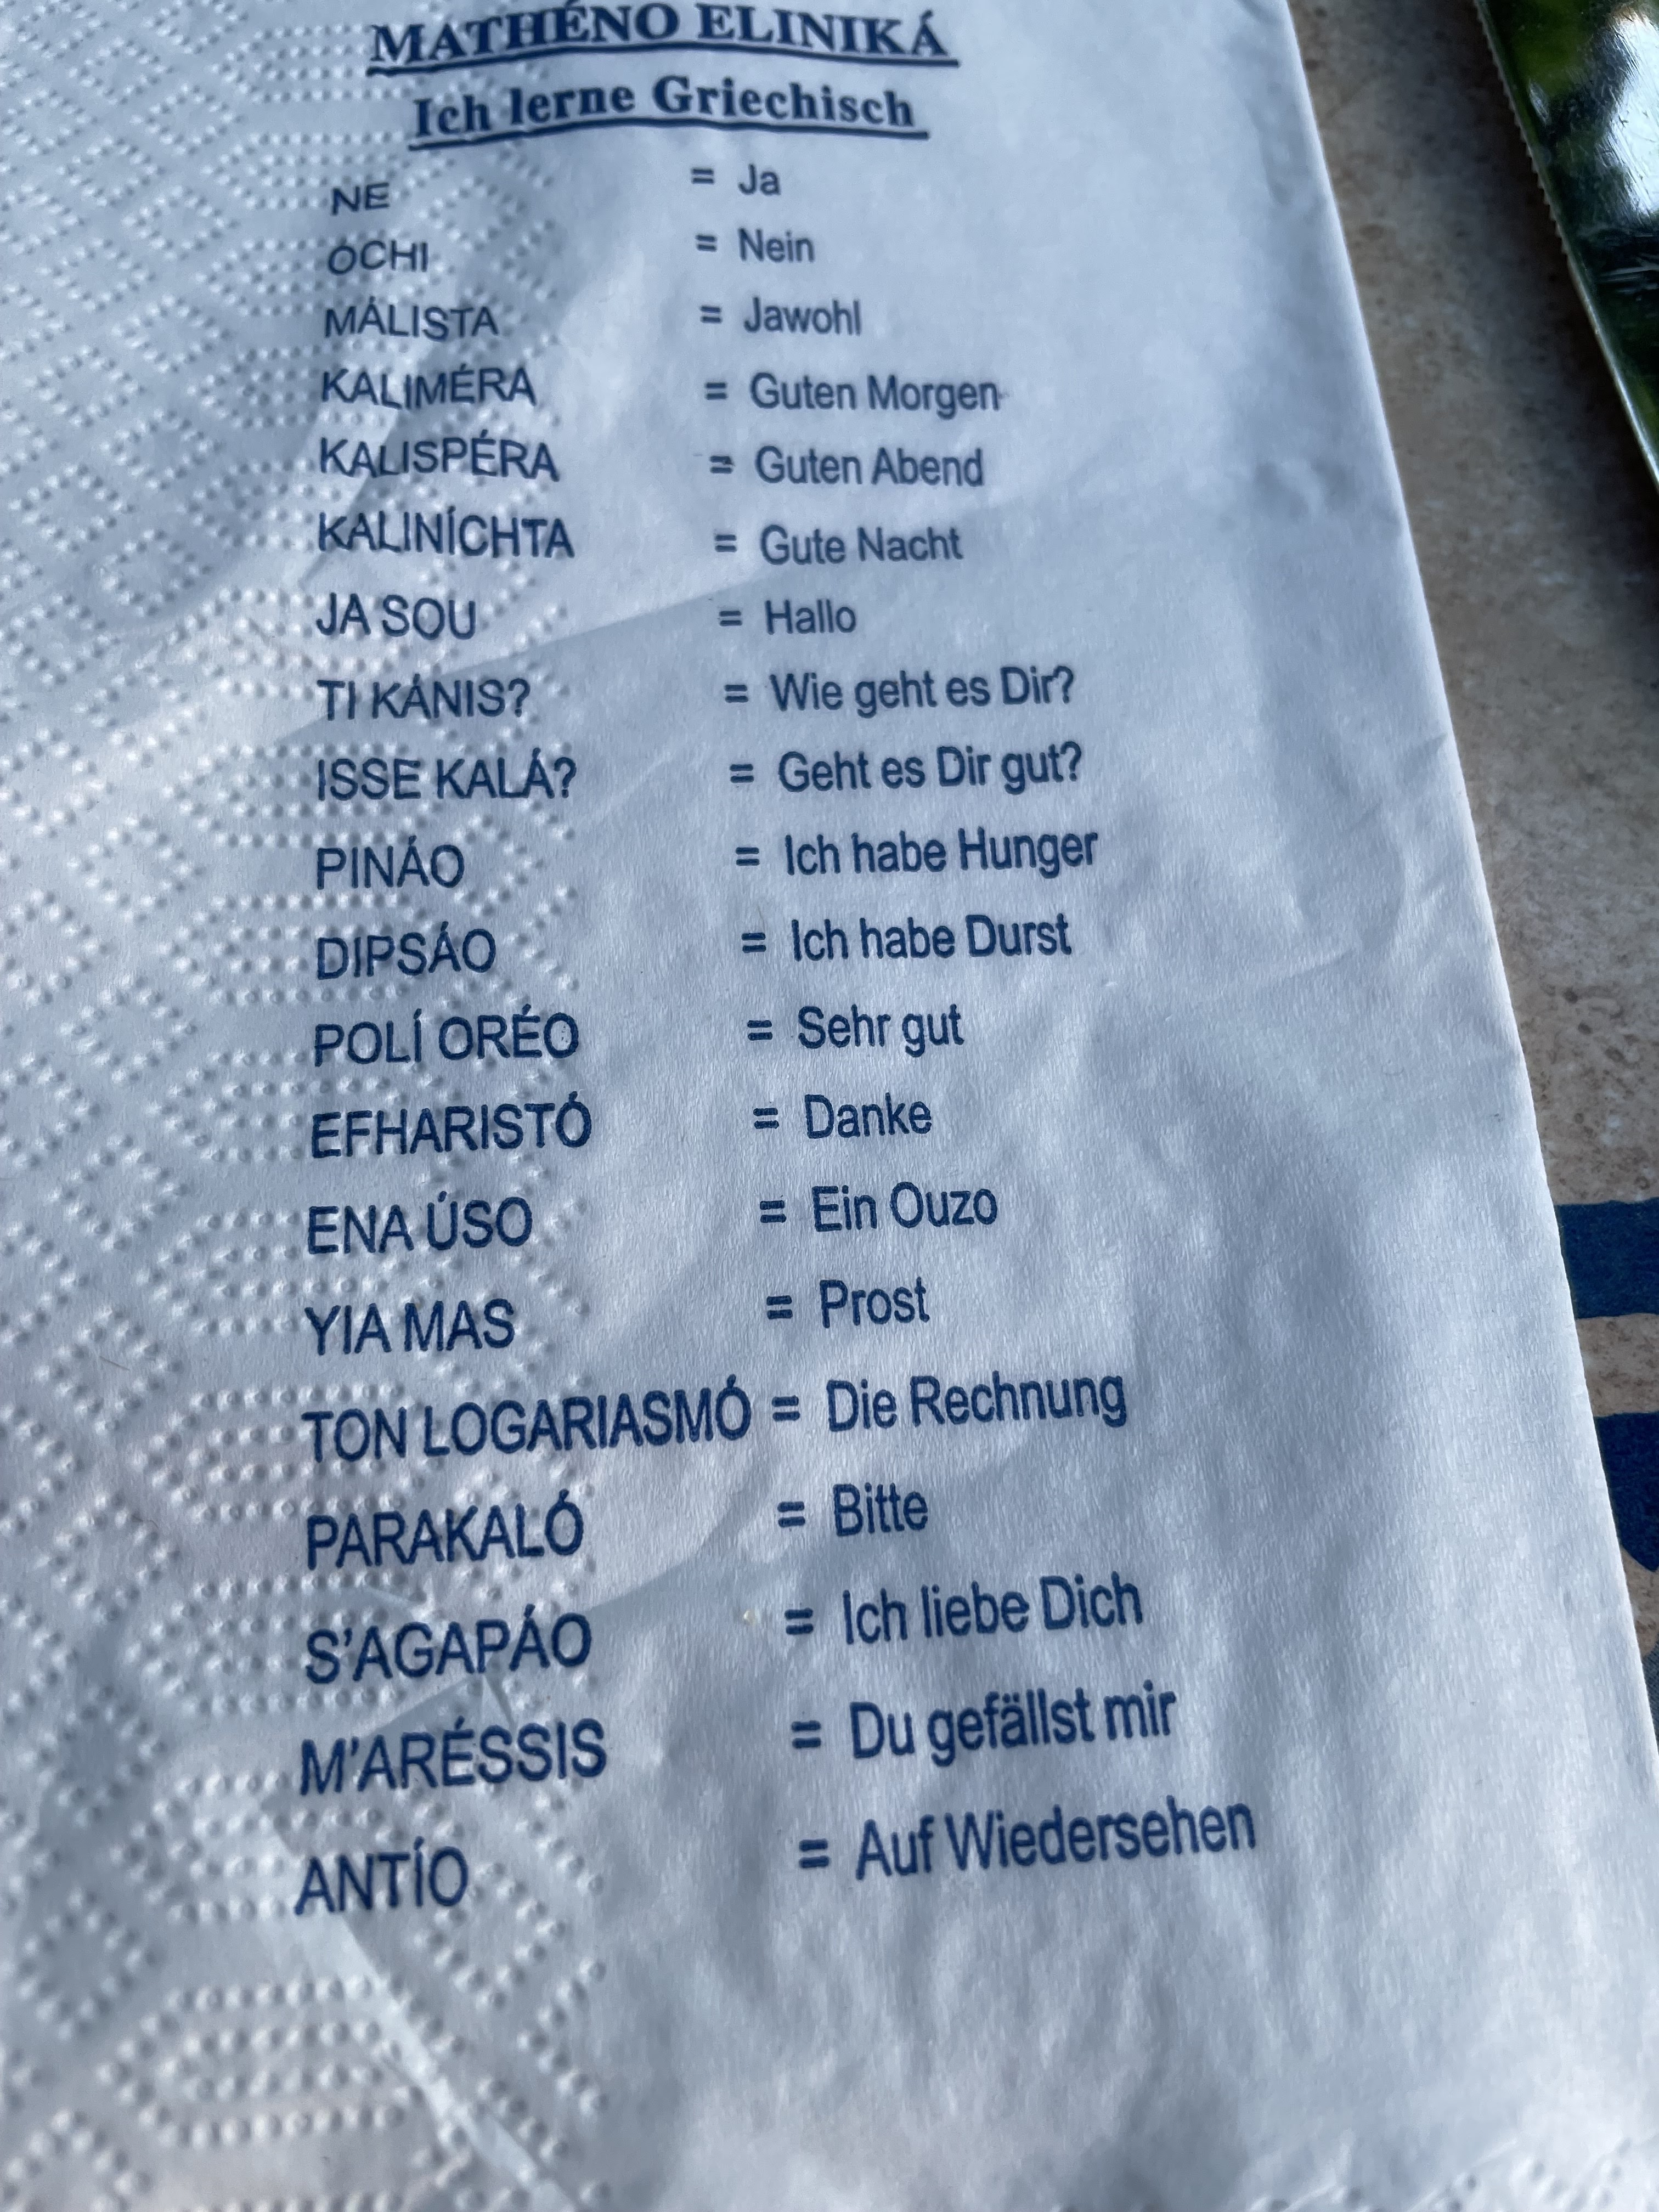 MATHÉNO ELINIKÁ
Ich lerne Griechisch
NE = Ja
OCHI = Nein
MÁLISTA = Jawohl
KALIMÉRA = Guten Morgen
KALISPÉRA = Guten Abend
KALINÍCHTA = Gute Nacht
JA SOU = Hallo
TI KÁNIS? = Wie geht es Dir?
ISSE KALÁ? = Geht es Dir gut?
PINÁO = Ich habe Hunger
DIPSÁO = Ich habe Durst
POLÍ ORÉO = Sehr gut
EFHARISTÓ = Danke
ENA ÚSO = Ein Ouzo
YIA MAS = Prost
TON LOGARIASMÓ = Die Rechnung
PARAKALÓ = Bitte
S'AGAPÁO = Ich liebe Dich
M'ARÉSSIS = Du gefällst mir
ANTÍO = Auf Wiedersehen